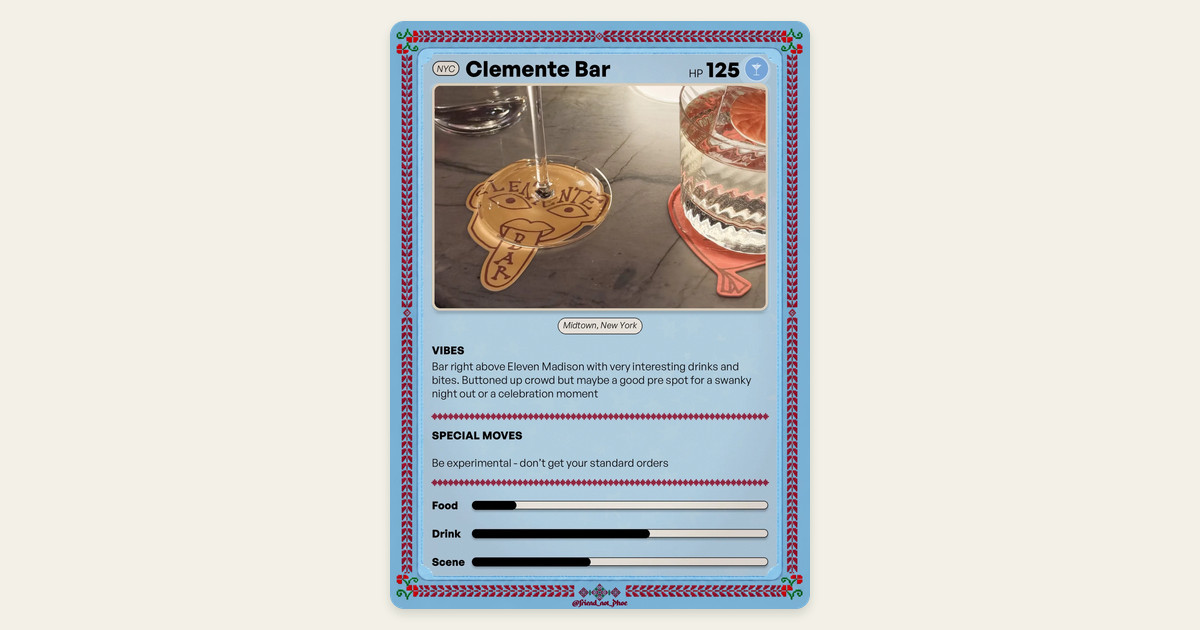 NYC Clemente Bar HP 125
CLEMENTE
BAR
Midtown, New York
VIBES
Bar right above Eleven Madison with very interesting drinks and
bites. Buttoned up crowd but maybe a good pre spot for a swanky
night out or a celebration moment
SPECIAL MOVES
Be experimental - don't get your standard orders
Food
Drink
Scene
@friend_not_phoe